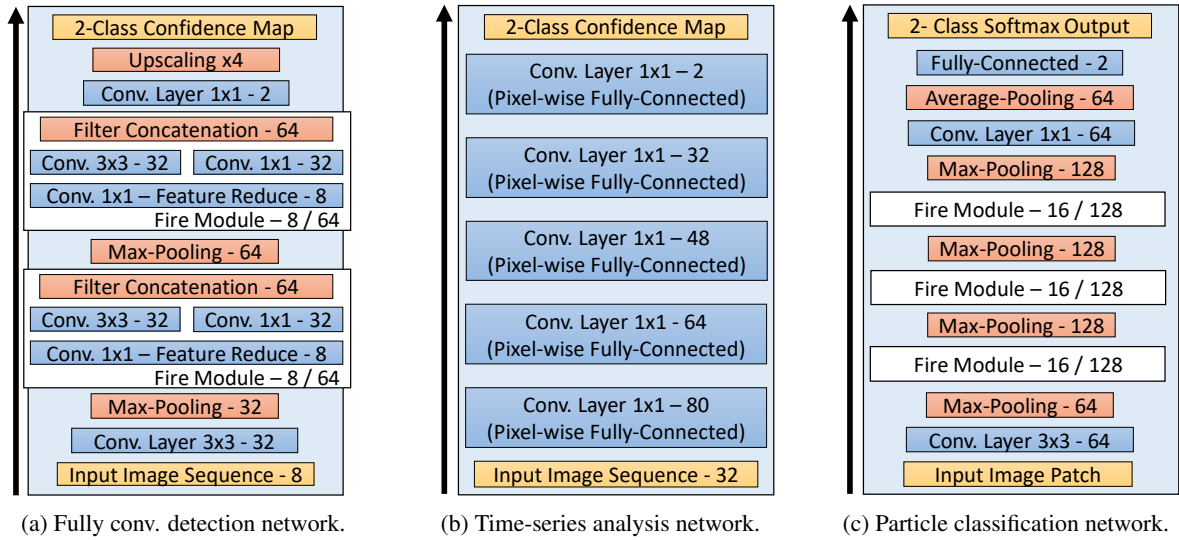 2-Class Confidence Map
Upscaling x4
Conv. Layer 1x1 - 2
Filter Concatenation - 64
Conv. 3x3 - 32 Conv. 1x1 - 32
Conv. 1x1 – Feature Reduce - 8
Fire Module – 8 / 64
Max-Pooling - 64
Filter Concatenation - 64
Conv. 3x3 - 32 Conv. 1x1 - 32
Conv. 1x1 – Feature Reduce - 8
Fire Module – 8 / 64
Max-Pooling - 32
Conv. Layer 3x3 - 32
Input Image Sequence - 8
(a) Fully conv. detection network.
2-Class Confidence Map
Conv. Layer 1x1 – 2
(Pixel-wise Fully-Connected)
Conv. Layer 1x1 – 32
(Pixel-wise Fully-Connected)
Conv. Layer 1x1 – 48
(Pixel-wise Fully-Connected)
Conv. Layer 1x1 - 64
(Pixel-wise Fully-Connected)
Conv. Layer 1x1 – 80
(Pixel-wise Fully-Connected)
Input Image Sequence - 32
(b) Time-series analysis network.
2- Class Softmax Output
Fully-Connected - 2
Average-Pooling - 64
Conv. Layer 1x1 - 64
Max-Pooling - 128
Fire Module – 16 / 128
Max-Pooling - 128
Fire Module – 16 / 128
Max-Pooling - 128
Fire Module – 16 / 128
Max-Pooling - 64
Conv. Layer 3x3 - 64
Input Image Patch
(c) Particle classification network.